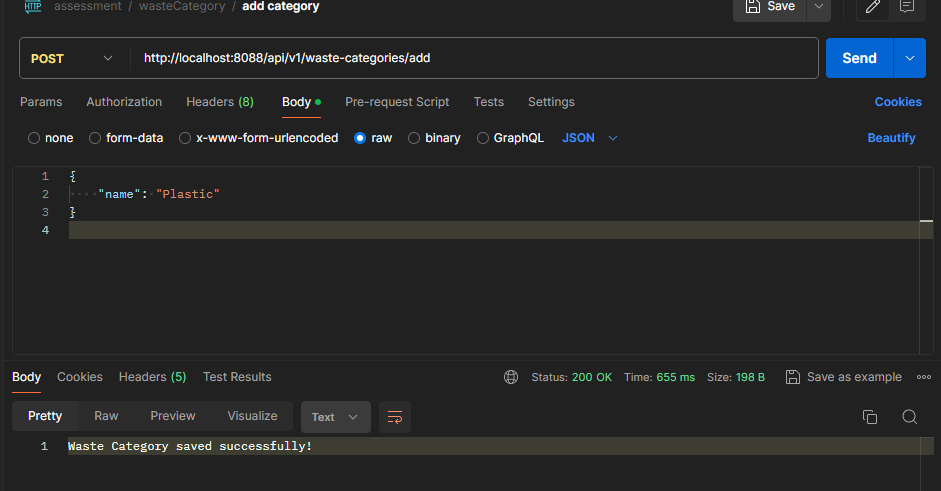 HTTP assessment / wasteCategory / add category Save
POST http://localhost:8088/api/v1/waste-categories/add Send
Params Authorization Headers (8) Body Pre-request Script Tests Settings Cookies
none form-data x-www-form-urlencoded raw binary GraphQL JSON Beautify
1 {
2 "name": "Plastic"
3 }
4
Body Cookies Headers (5) Test Results Status: 200 OK Time: 655 ms Size: 198 B Save as example
Pretty Raw Preview Visualize Text
1 Waste Category saved successfully!